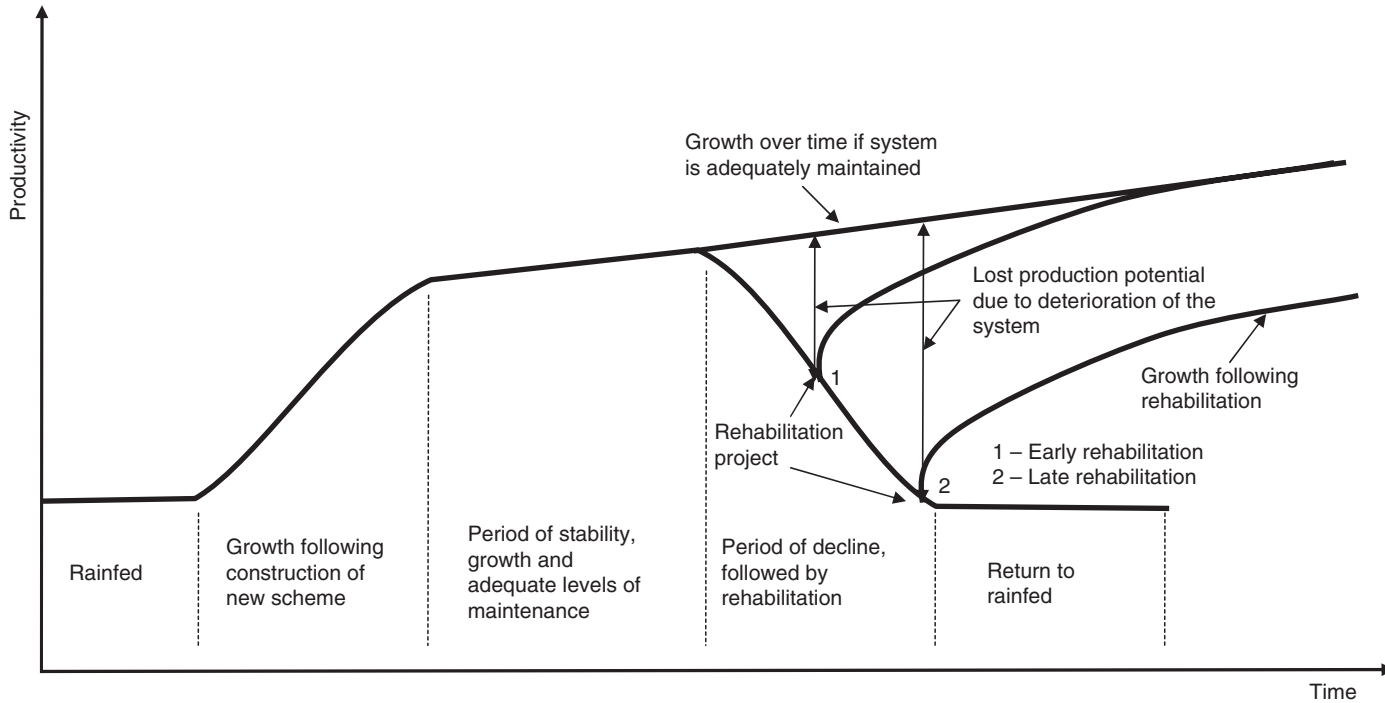 Productivity
Growth over time if system
is adequately maintained
Lost production potential
due to deterioration of the
system
1
Growth following
rehabilitation
Rehabilitation
project
1 – Early rehabilitation
2 – Late rehabilitation
2
Rainfed
Growth following
construction of
new scheme
Period of stability,
growth and
adequate levels of
maintenance
Period of decline,
followed by
rehabilitation
Return to
rainfed
Time